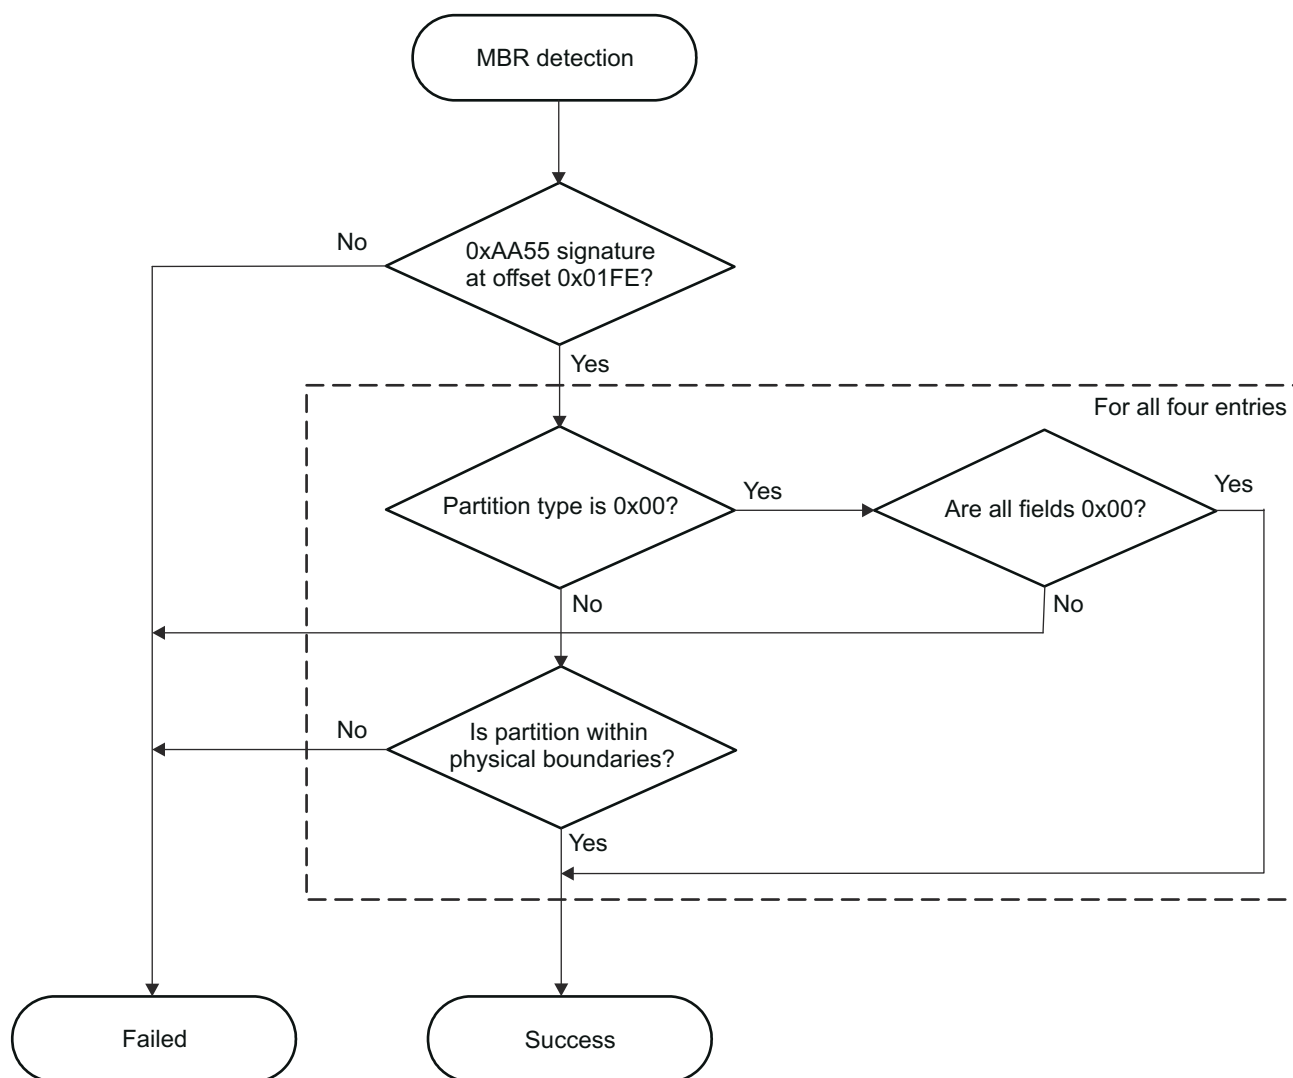 MBR detection
No
0xAA55 signature
at offset 0x01FE?
Yes
For all four entries
Partition type is 0x00?
Yes
Are all fields 0x00?
Yes
No
No
No
Is partition within
physical boundaries?
Yes
Failed
Success